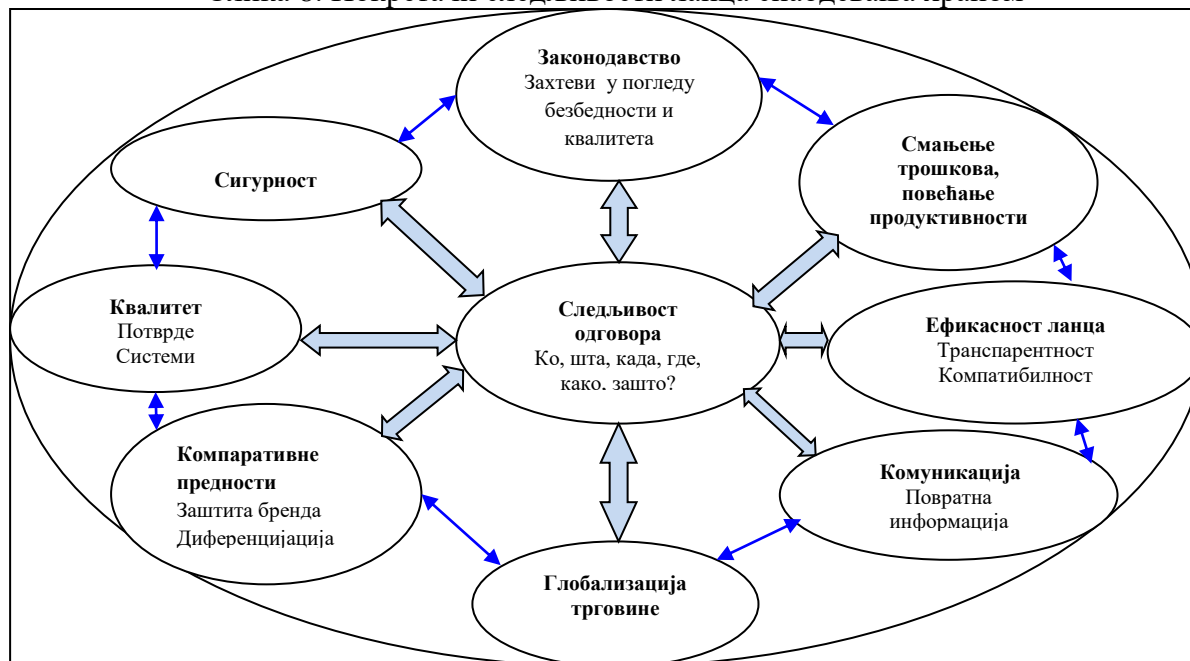 Законодавство
Захтеви у погледу
безбедности и
квалитета
Сигурност
Смањење
трошкова,
повећање
продуктивности
Квалитет
Потврде
Системи
Следљивост
одговора
Ко, шта, када, где,
како, зашто?
Ефикасност ланца
Транспарентност
Компатибилност
Компаративне
предности
Заштита бренда
Диференцијација
Комуникација
Повратна
информација
Глобализација
трговине